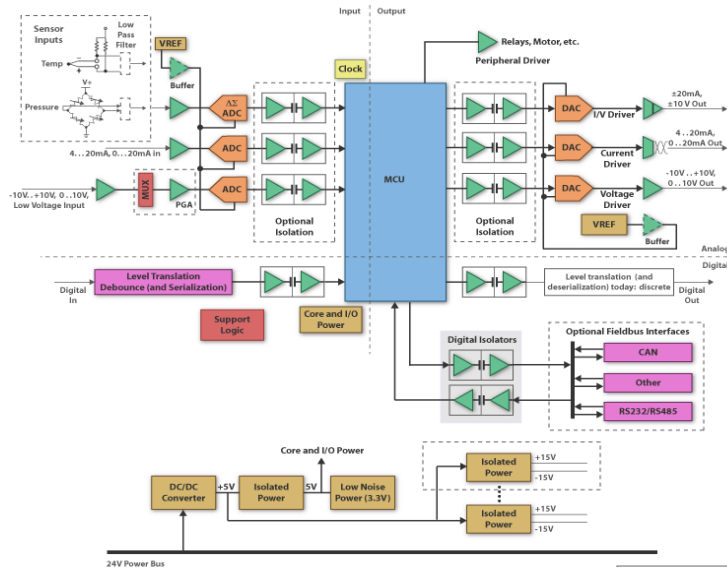 Input
Output
Sensor
Inputs
Low
Pass
Filter
Temp
Pressure
V+
VREF
Buffer
ΔΣ
ADC
4...20mA, 0...20mA in
ADC
-10V..+10V, 0..10V,
Low Voltage Input
MUX
PGA
ADC
Optional
Isolation
Clock
MCU
Relays, Motor, etc.
Peripheral Driver
Optional
Isolation
DAC
I/V Driver
±20mA,
±10 V Out
DAC
Current
Driver
4..20mA,
0..20mA Out
DAC
Voltage
Driver
-10V..+10V,
0..10V Out
VREF
Buffer
Analog
Digital
Digital
In
Level Translation
Debounce (and Serialization)
Level translation (and
deserialization) today: discrete
Digital
Out
Support
Logic
Core and I/O
Power
Digital Isolators
Optional Fieldbus Interfaces
CAN
Other
RS232/RS485
Core and I/O Power
DC/DC
Converter
+5V
Isolated
Power
5V
Low Noise
Power (3.3V)
Isolated
Power
+15V
-15V
Isolated
Power
+15V
-15V
24V Power Bus